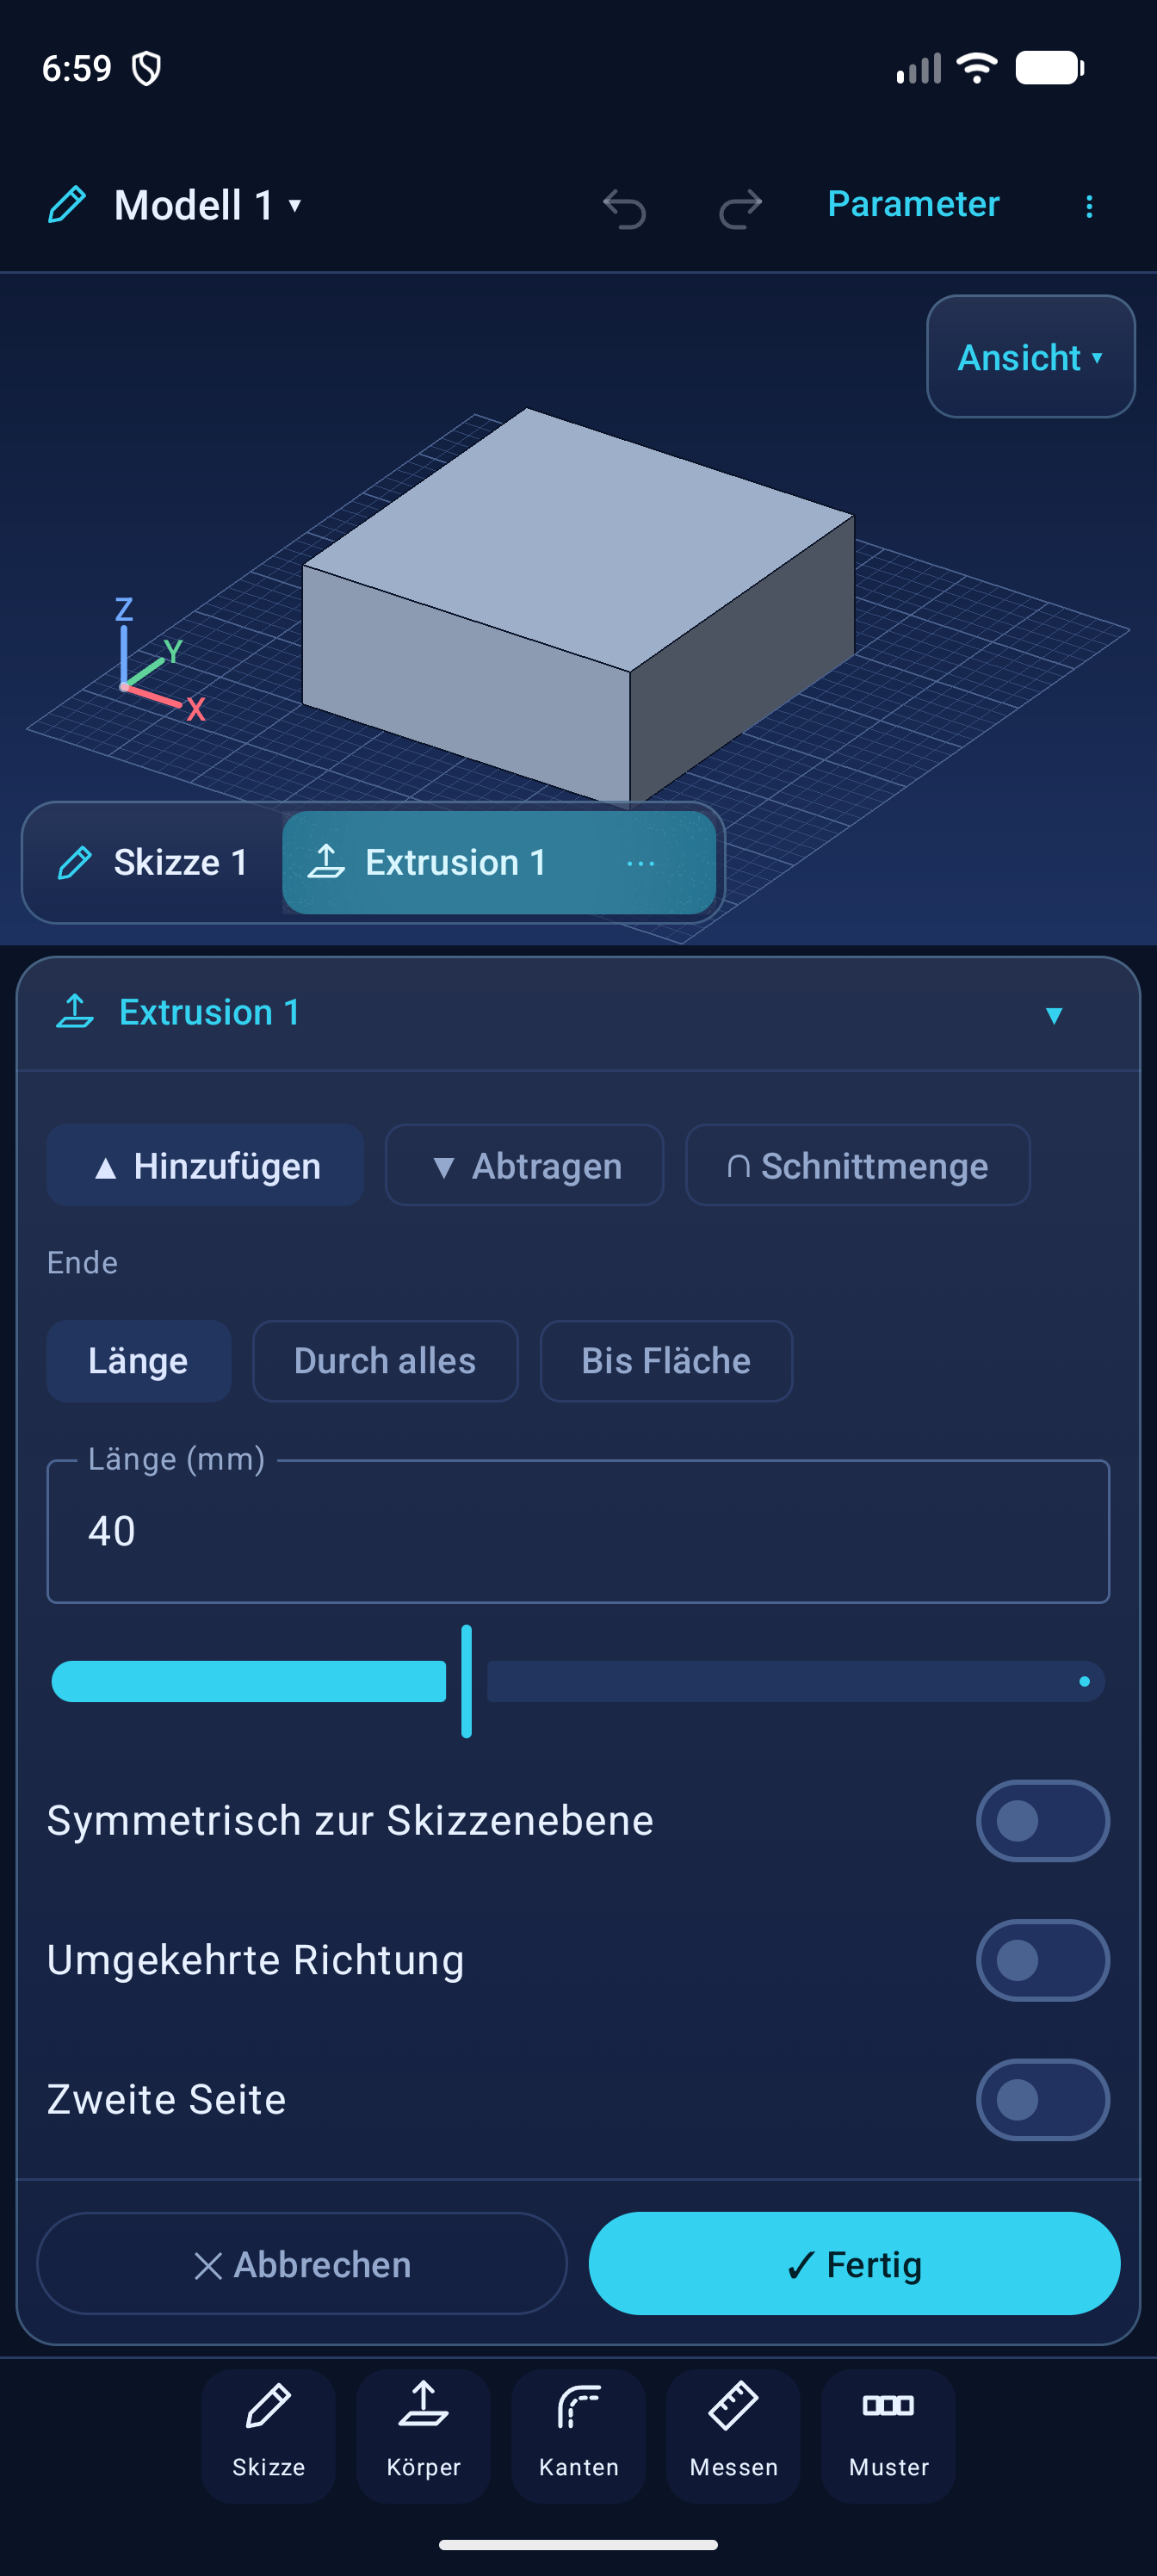 6:59
Modell 1 ▾
Parameter
Ansicht ▾
Z
Y
X
Skizze 1
Extrusion 1 ...
Extrusion 1 ▼
▲ Hinzufügen ▼ Abtragen ∩ Schnittmenge
Ende
Länge Durch alles Bis Fläche
Länge (mm)
40
Symmetrisch zur Skizzenebene
Umgekehrte Richtung
Zweite Seite
✕ Abbrechen ✓ Fertig
Skizze Körper Kanten Messen Muster